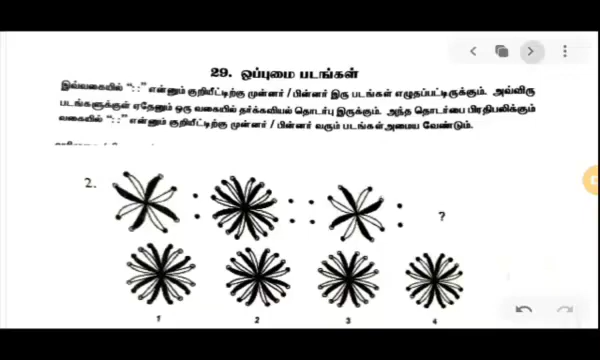 29. ஒப்புமை படங்கள்
இவ்வகையில் “: :” என்னும் குறியீட்டிற்கு முன்னர் / பின்னர் இரு படங்கள் எழுதப்பட்டிருக்கும். அவ்விரு
படங்களுக்குள் ஏதேனும் ஒரு வகையில் தர்க்கவியல் தொடர்பு இருக்கும். அந்த தொடர்பை பிரதிபலிக்கும்
வகையில் “: :” என்னும் குறியீட்டிற்கு முன்னர் / பின்னர் வரும் படங்கள் அமைய வேண்டும்.
2. : : : : ?
1 2 3 4